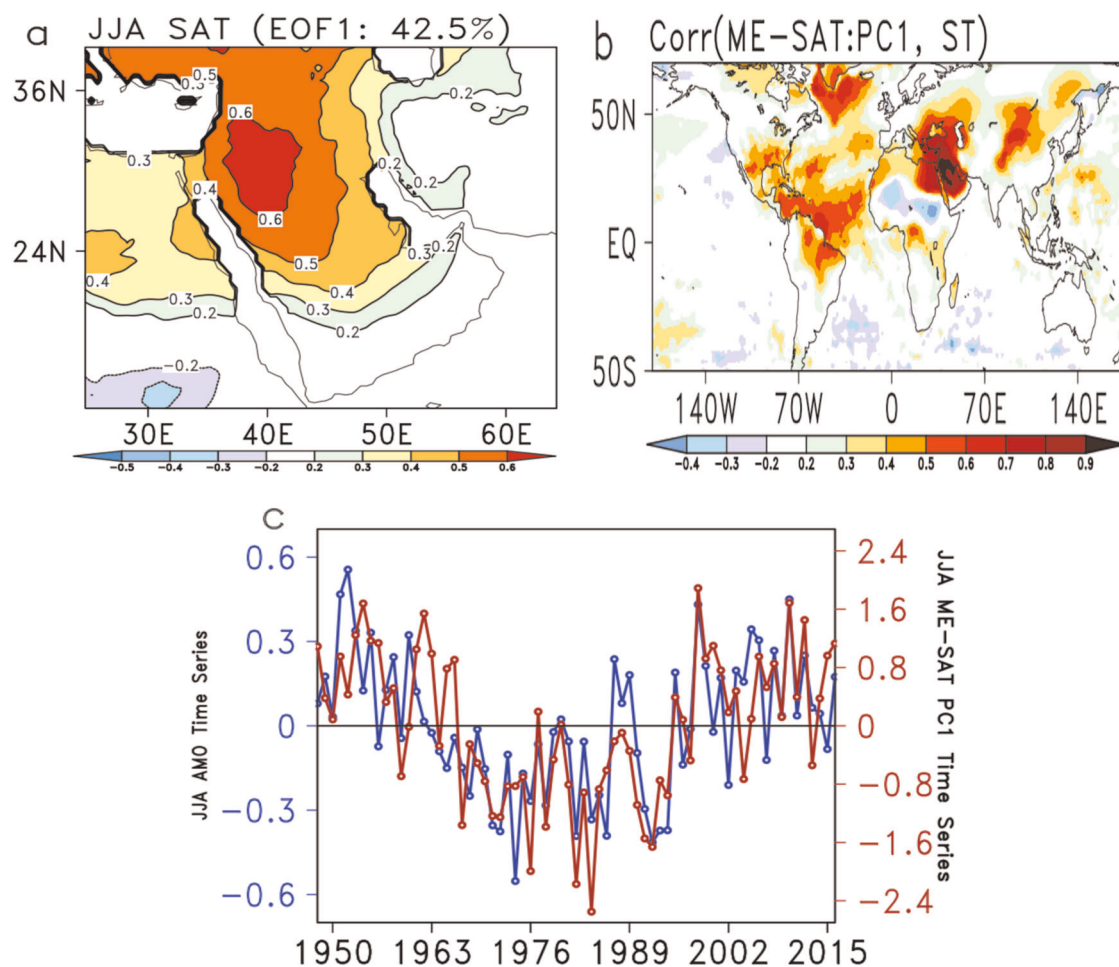 a JJA SAT (EOF1: 42.5%)
36N
24N
0.5
0.2
0.6
0.3
0.2
0.4
0.2
0.6
-0.2
0.5
0.3
0.4
0.4
0.3
0.3
0.2
0.2
-0.2
30E 40E 50E 60E
-0.5 -0.4 -0.3 -0.2 0.2 0.3 0.4 0.5 0.6
b Corr(ME-SAT:PC1, ST)
50N
EQ
50S
140W 70W 0 70E 140E
-0.4 -0.3 -0.2 0.2 0.3 0.4 0.5 0.6 0.7 0.8 0.9
c
JJA AMO Time Series
0.6
0.3
0
-0.3
-0.6
2.4
1.6
0.8
0
-0.8
-1.6
-2.4
JJA ME-SAT PC1 Time Series
1950 1963 1976 1989 2002 2015